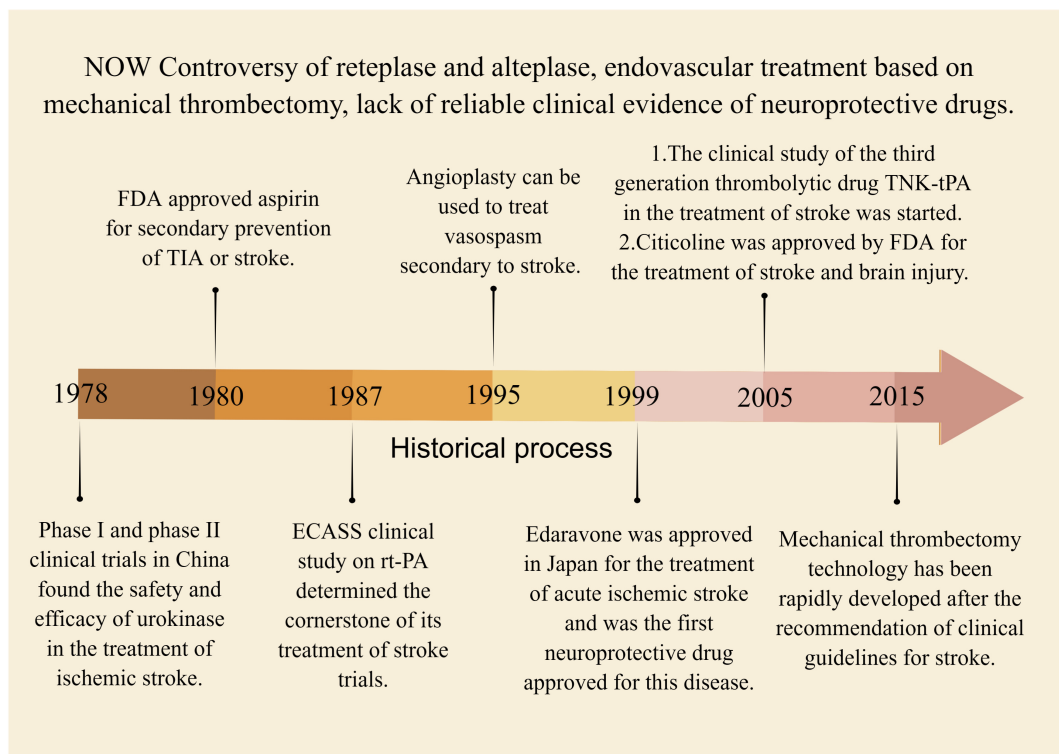 NOW Controversy of reteplase and alteplase, endovascular treatment based on
mechanical thrombectomy, lack of reliable clinical evidence of neuroprotective drugs.
FDA approved aspirin
for secondary prevention
of TIA or stroke.
Angioplasty can be
used to treat
vasospasm
secondary to stroke.
1.The clinical study of the third
generation thrombolytic drug TNK-tPA
in the treatment of stroke was started.
2.Citicoline was approved by FDA for
the treatment of stroke and brain injury.
1978
1980
1987
1995
1999
2005
2015
Historical process
Phase I and phase II
clinical trials in China
found the safety and
efficacy of urokinase
in the treatment of
ischemic stroke.
ECASS clinical
study on rt-PA
determined the
cornerstone of its
treatment of stroke
trials.
Edaravone was approved
in Japan for the treatment
of acute ischemic stroke
and was the first
neuroprotective drug
approved for this disease.
Mechanical thrombectomy
technology has been
rapidly developed after the
recommendation of clinical
guidelines for stroke.